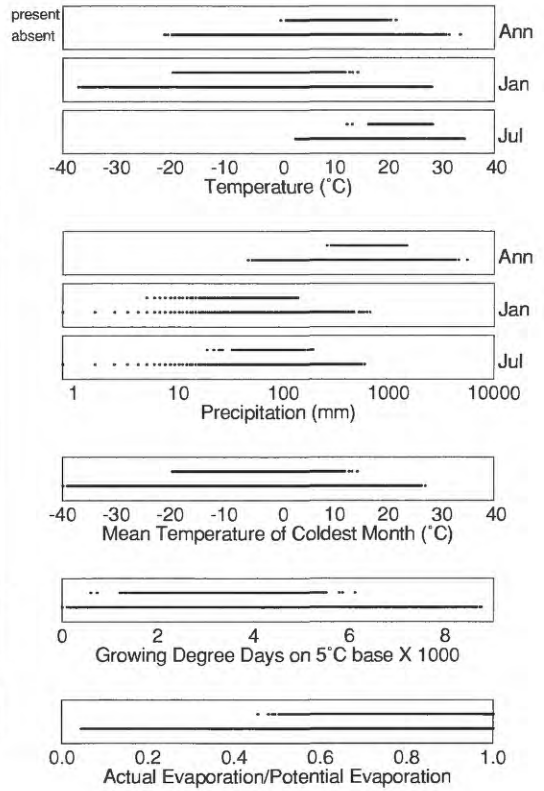 present
absent
Ann
Jan
Jul
-40 -30 -20 -10 0 10 20 30 40
Temperature (˚C)
Ann
Jan
Jul
1 10 100 1000 10000
Precipitation (mm)
-40 -30 -20 -10 0 10 20 30 40
Mean Temperature of Coldest Month (˚C)
0 2 4 6 8
Growing Degree Days on 5˚C base X 1000
0.0 0.2 0.4 0.6 0.8 1.0
Actual Evaporation/Potential Evaporation